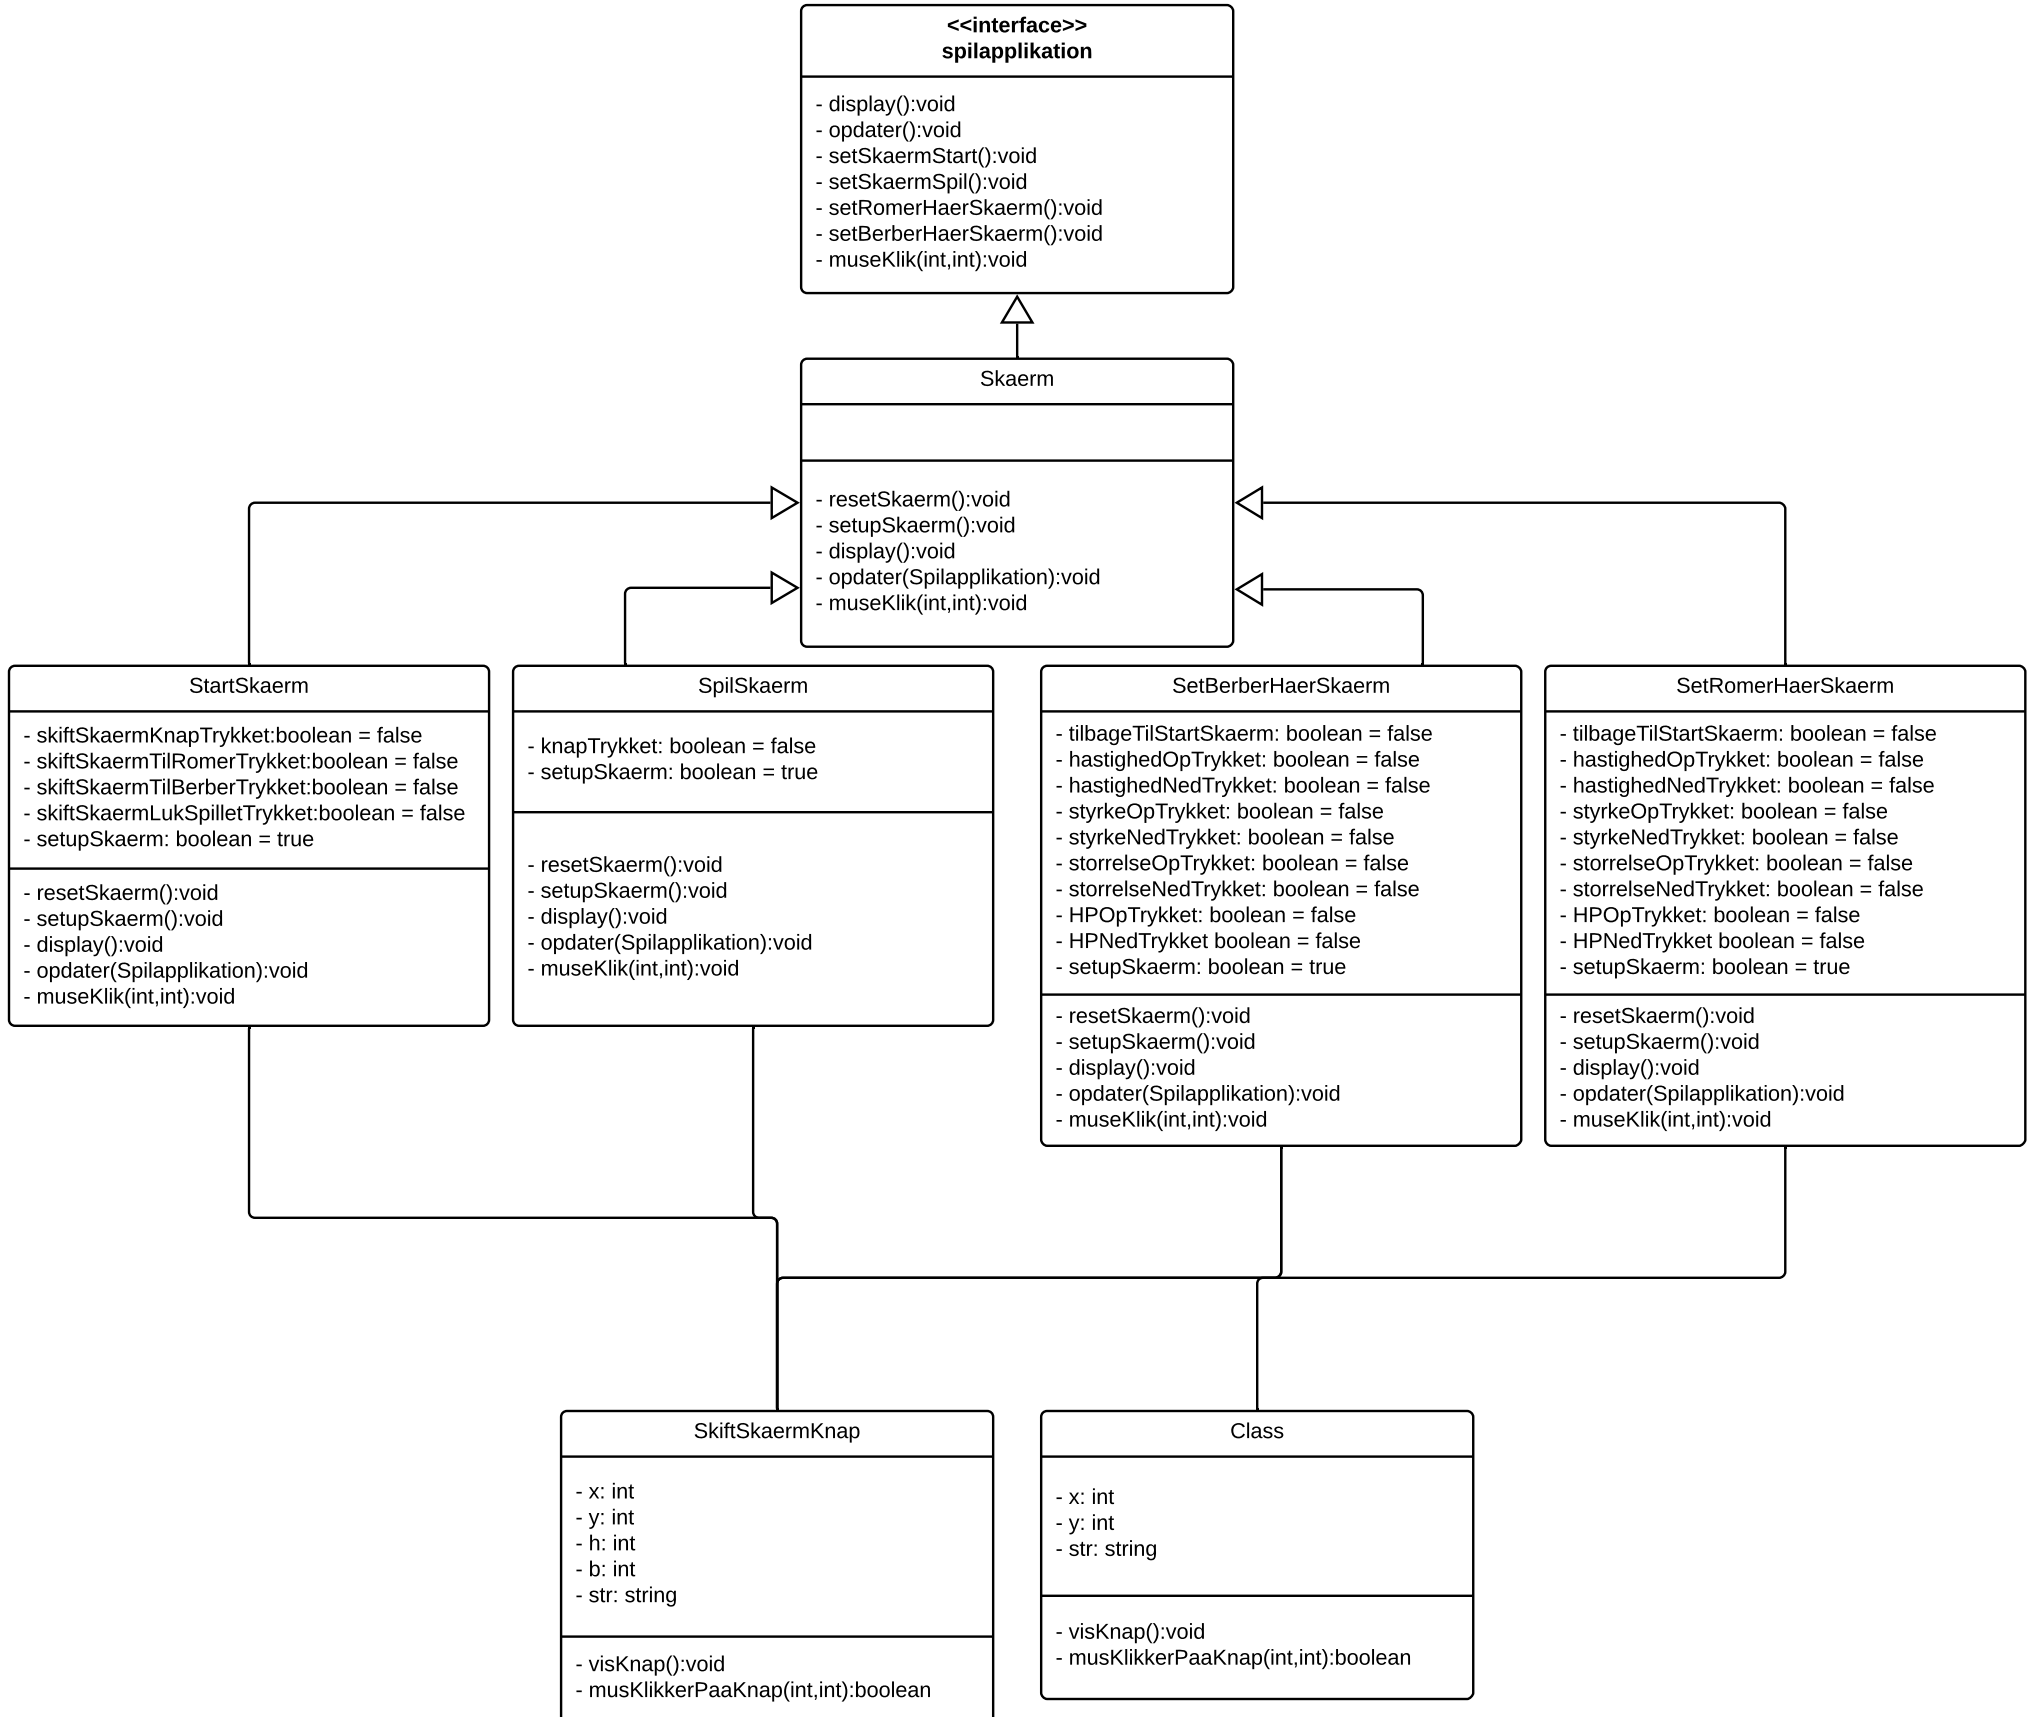 <<interface>>
spilapplikation
- display():void
- opdater():void
- setSkaermStart():void
- setSkaermSpil():void
- setRomerHaerSkaerm():void
- setBerberHaerSkaerm():void
- museKlik(int,int):void
Skaerm
- resetSkaerm():void
- setupSkaerm():void
- display():void
- opdater(Spilapplikation):void
- museKlik(int,int):void
StartSkaerm
- skiftSkaermKnapTrykket:boolean = false
- skiftSkaermTilRomerTrykket:boolean = false
- skiftSkaermTilBerberTrykket:boolean = false
- skiftSkaermLukSpilletTrykket:boolean = false
- setupSkaerm: boolean = true
- resetSkaerm():void
- setupSkaerm():void
- display():void
- opdater(Spilapplikation):void
- museKlik(int,int):void
SpilSkaerm
- knapTrykket: boolean = false
- setupSkaerm: boolean = true
- resetSkaerm():void
- setupSkaerm():void
- display():void
- opdater(Spilapplikation):void
- museKlik(int,int):void
SetBerberHaerSkaerm
- tilbageTilStartSkaerm: boolean = false
- hastighedOpTrykket: boolean = false
- hastighedNedTrykket: boolean = false
- styrkeOpTrykket: boolean = false
- styrkeNedTrykket: boolean = false
- storrelseOpTrykket: boolean = false
- storrelseNedTrykket: boolean = false
- HPOpTrykket: boolean = false
- HPNedTrykket boolean = false
- setupSkaerm: boolean = true
- resetSkaerm():void
- setupSkaerm():void
- display():void
- opdater(Spilapplikation):void
- museKlik(int,int):void
SetRomerHaerSkaerm
- tilbageTilStartSkaerm: boolean = false
- hastighedOpTrykket: boolean = false
- hastighedNedTrykket: boolean = false
- styrkeOpTrykket: boolean = false
- styrkeNedTrykket: boolean = false
- storrelseOpTrykket: boolean = false
- storrelseNedTrykket: boolean = false
- HPOpTrykket: boolean = false
- HPNedTrykket boolean = false
- setupSkaerm: boolean = true
- resetSkaerm():void
- setupSkaerm():void
- display():void
- opdater(Spilapplikation):void
- museKlik(int,int):void
SkiftSkaermKnap
- x: int
- y: int
- h: int
- b: int
- str: string
- visKnap():void
- musKlikkerPaaKnap(int,int):boolean
Class
- x: int
- y: int
- str: string
- visKnap():void
- musKlikkerPaaKnap(int,int):boolean